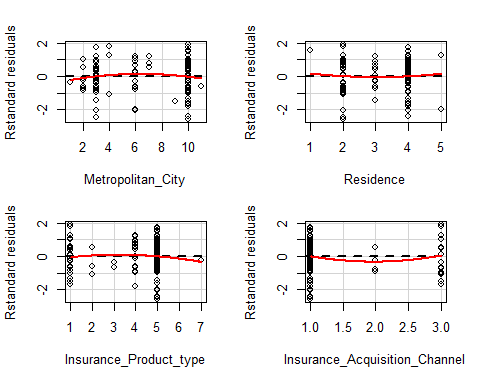 Rstandard residuals
2
0
-2
2 4 6 8 10
Metropolitan_City
Rstandard residuals
2
0
-2
1 2 3 4 5
Residence
Rstandard residuals
2
0
-2
1 2 3 4 5 6 7
Insurance_Product_type
Rstandard residuals
2
0
-2
1.0 1.5 2.0 2.5 3.0
Insurance_Acquisition_Channel